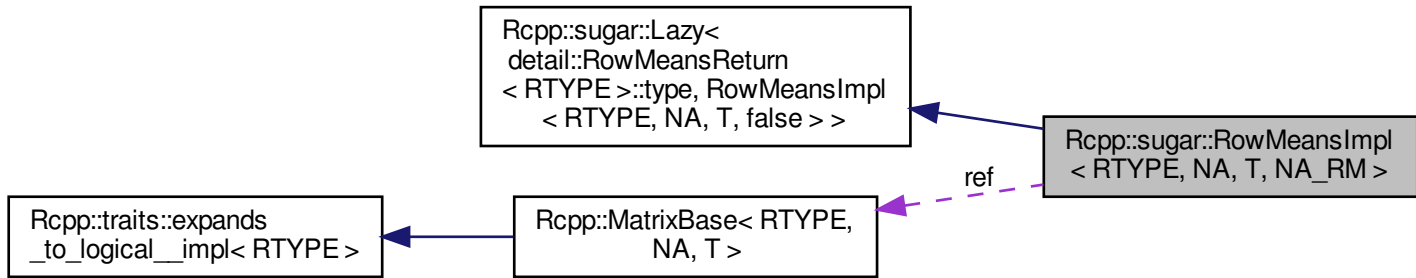 Rcpp::sugar::Lazy<
detail::RowMeansReturn
< RTYPE >::type, RowMeansImpl
< RTYPE, NA, T, false > >
Rcpp::sugar::RowMeansImpl
< RTYPE, NA, T, NA_RM >
ref
Rcpp::traits::expands
_to_logical__impl< RTYPE >
Rcpp::MatrixBase< RTYPE,
NA, T >